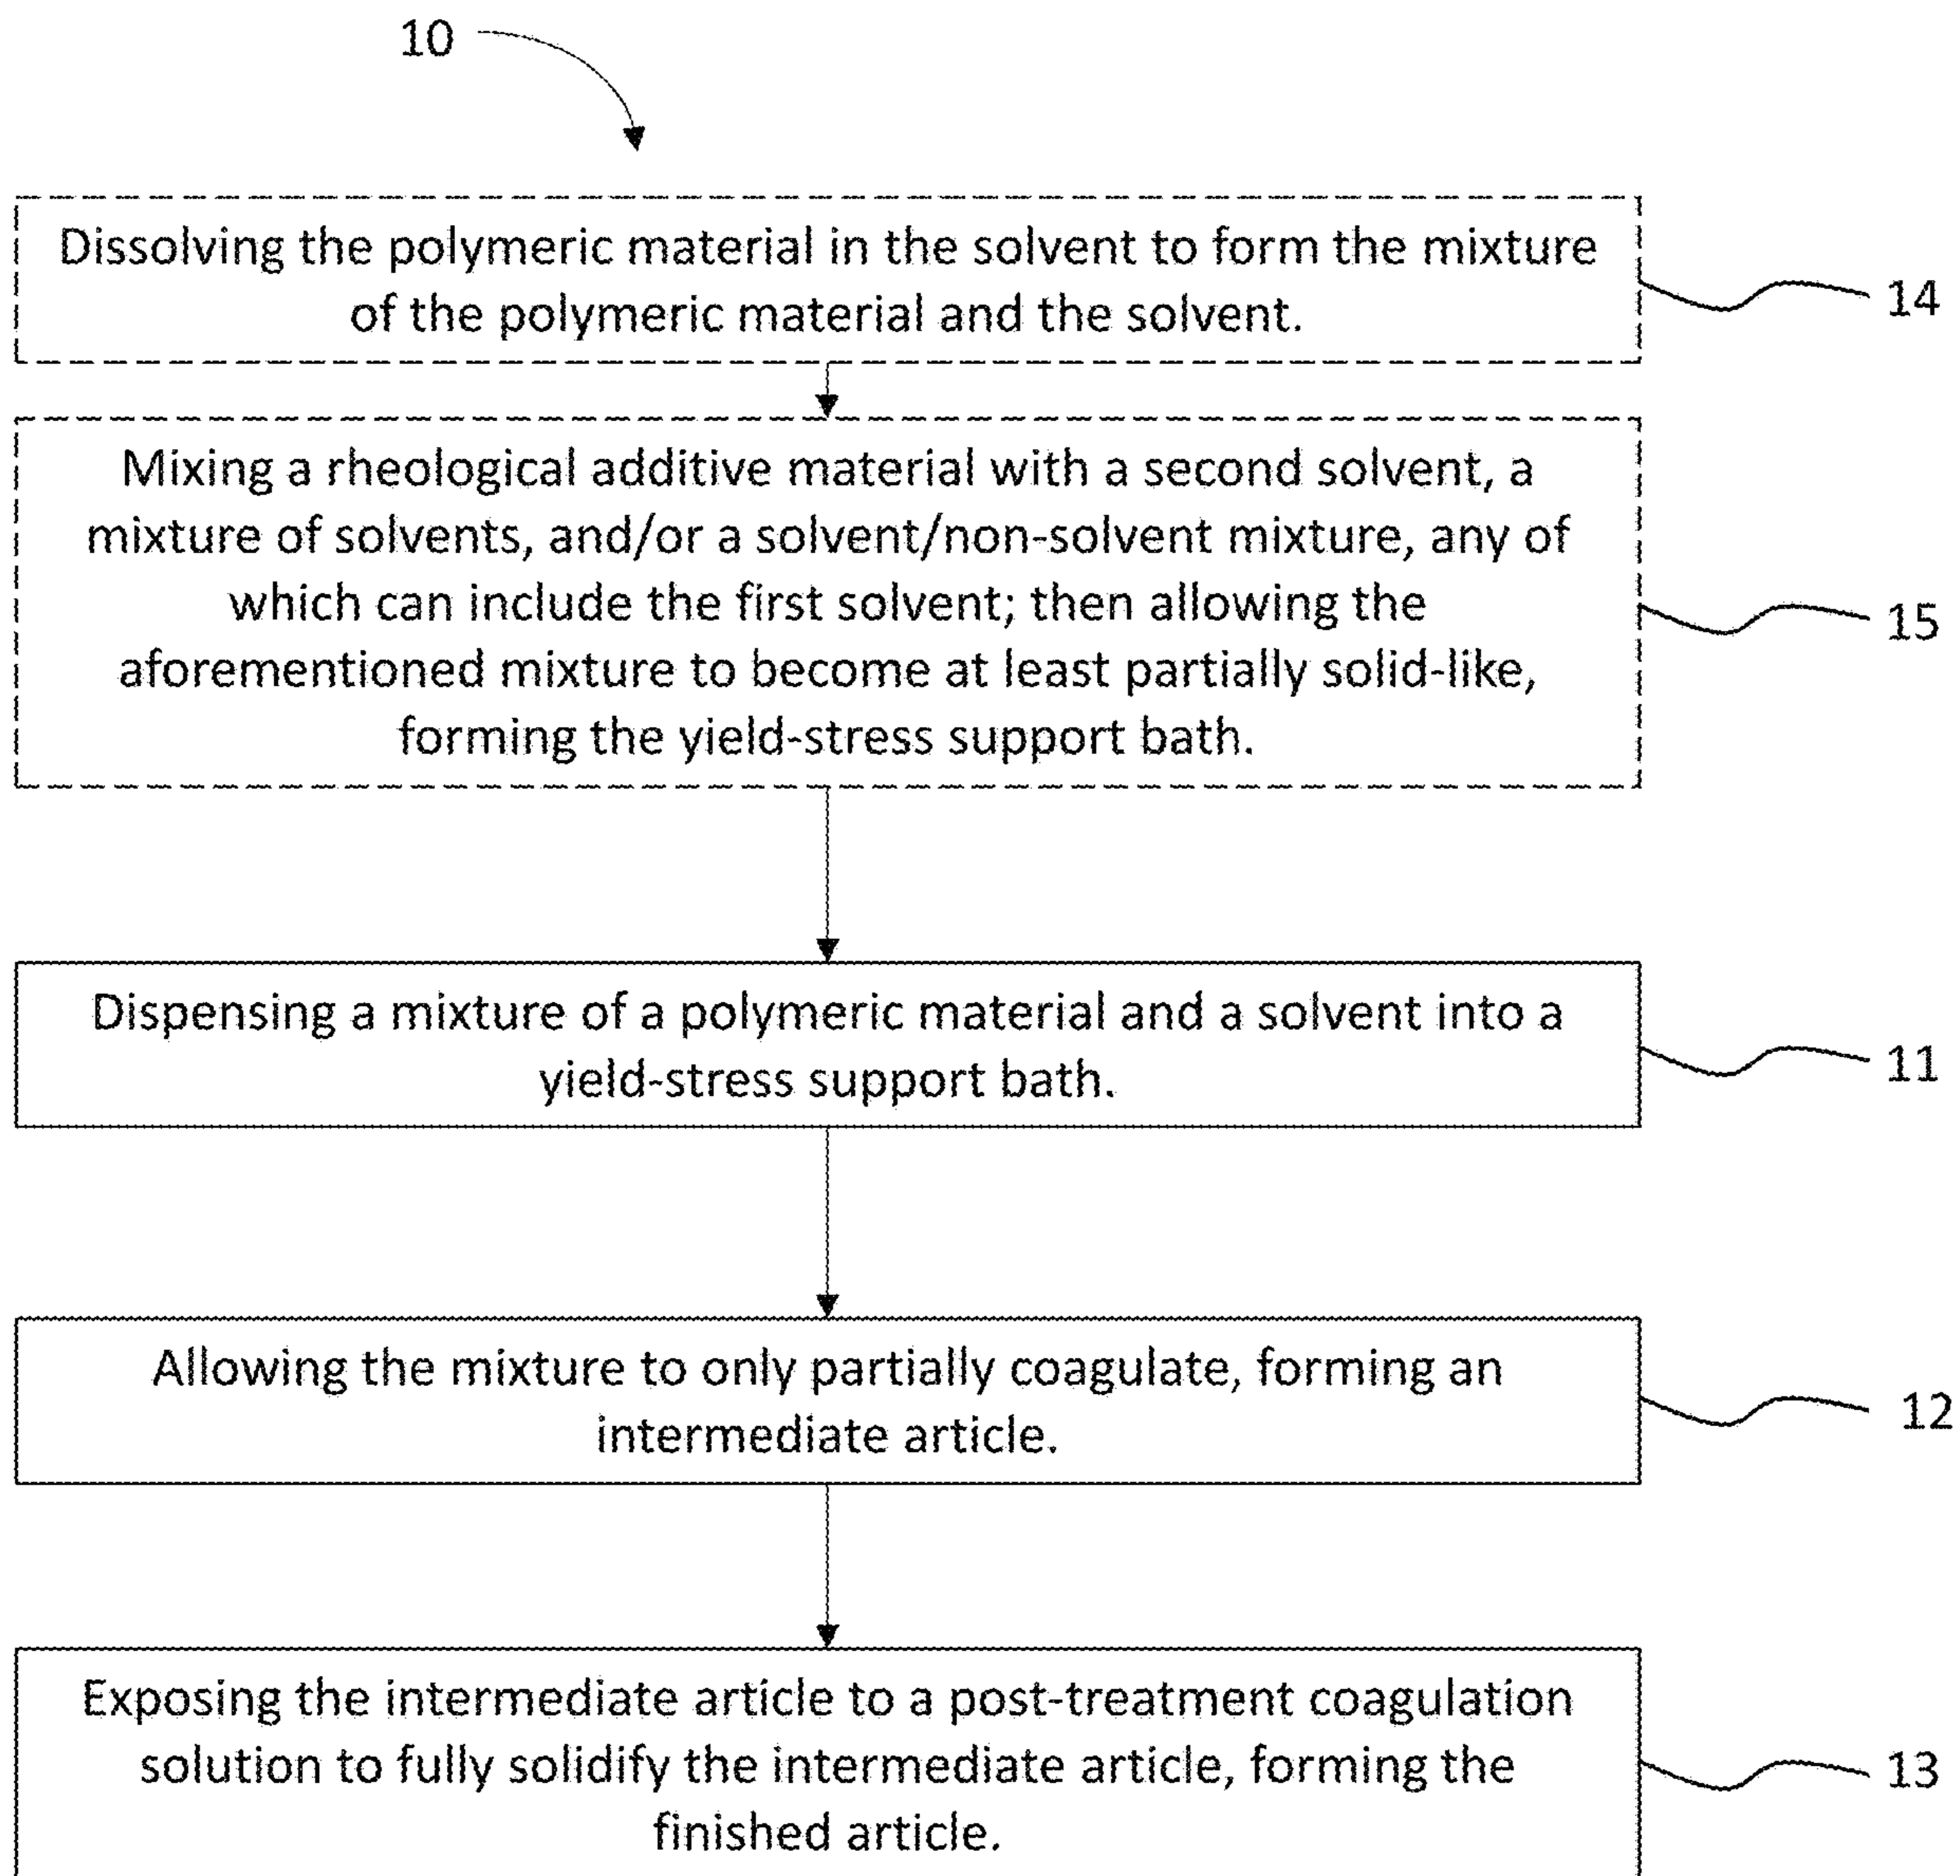 10
Dissolving the polymeric material in the solvent to form the mixture
of the polymeric material and the solvent.
14
Mixing a rheological additive material with a second solvent, a
mixture of solvents, and/or a solvent/non-solvent mixture, any of
which can include the first solvent; then allowing the
aforementioned mixture to become at least partially solid-like,
forming the yield-stress support bath.
15
Dispensing a mixture of a polymeric material and a solvent into a
yield-stress support bath.
11
Allowing the mixture to only partially coagulate, forming an
intermediate article.
12
Exposing the intermediate article to a post-treatment coagulation
solution to fully solidify the intermediate article, forming the
finished article.
13